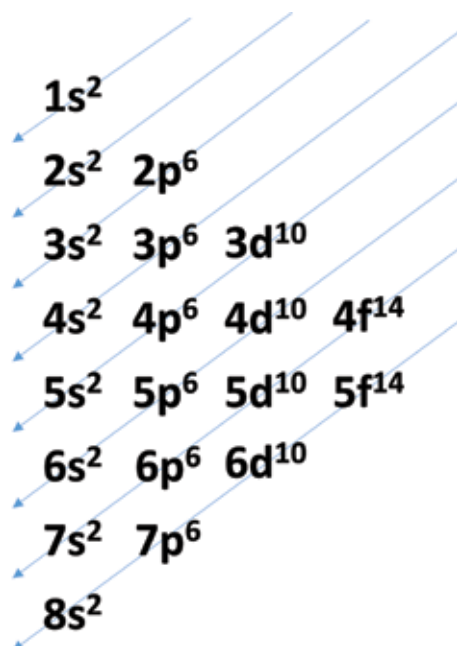 1s²
2s² 2p⁶
3s² 3p⁶ 3d¹⁰
4s² 4p⁶ 4d¹⁰ 4f¹⁴
5s² 5p⁶ 5d¹⁰ 5f¹⁴
6s² 6p⁶ 6d¹⁰
7s² 7p⁶
8s²